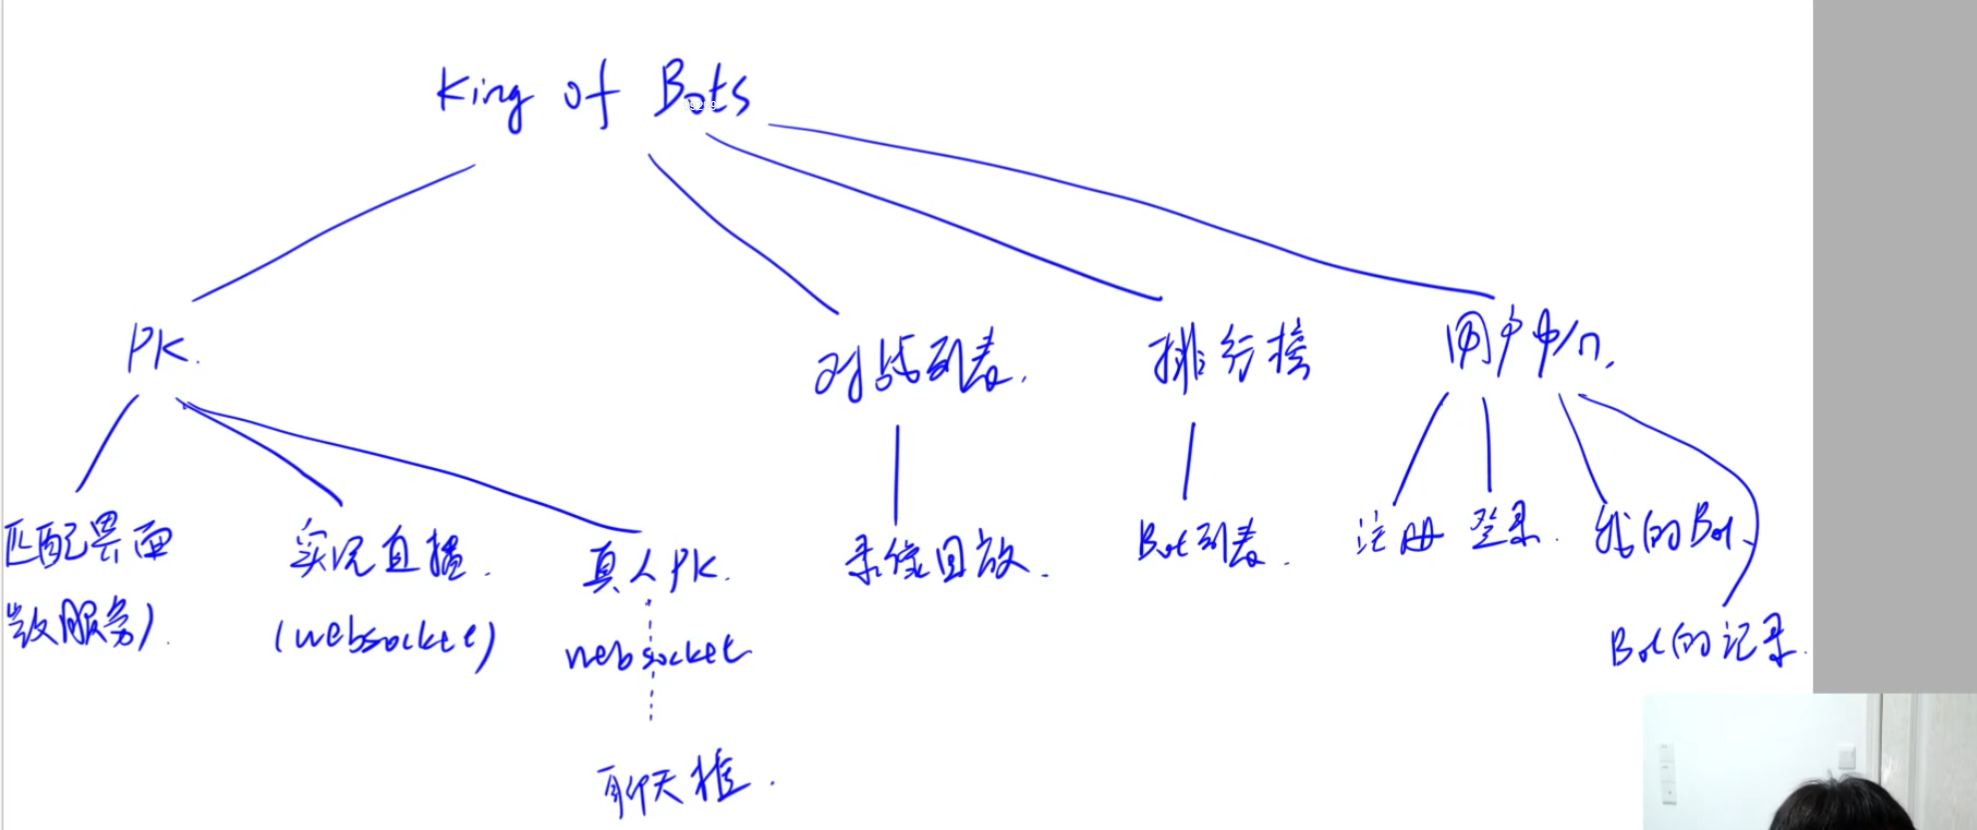 King of Bots
PK.
对战列表.
排行榜
用户中心.
匹配界面
实况直播.
真人PK.
录像回放.
Bot列表.
注册
登录.
我的Bot.
服务).
(websocket)
websocket
Bot的记录.
聊天框.